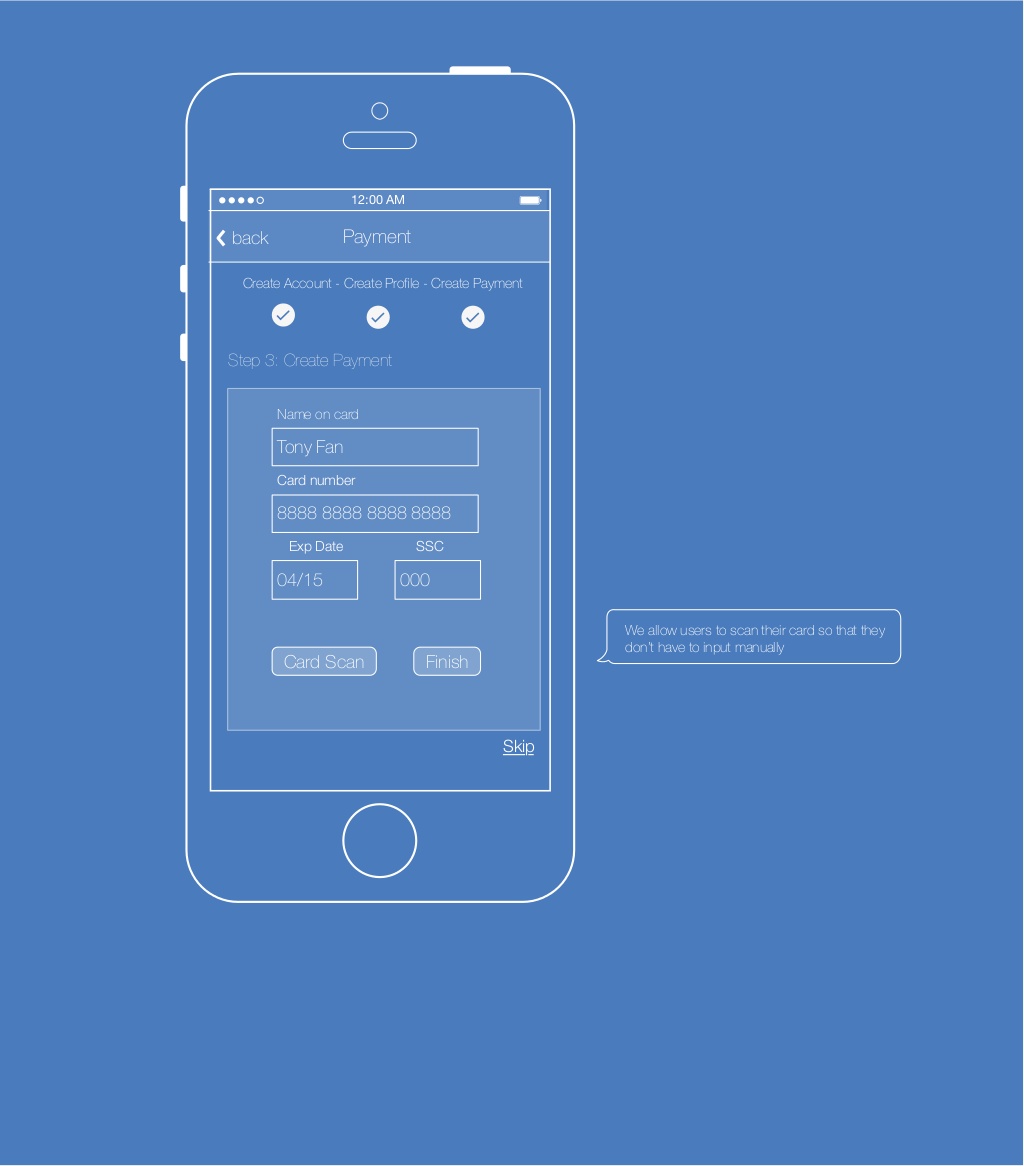 12:00 AM
back
Payment
Create Account - Create Profile - Create Payment
Step 3: Create Payment
Name on card
Tony Fan
Card number
8888 8888 8888 8888
Exp Date SSC
04/15 000
Card Scan Finish
We allow users to scan their card so that they
don't have to input manually
Skip